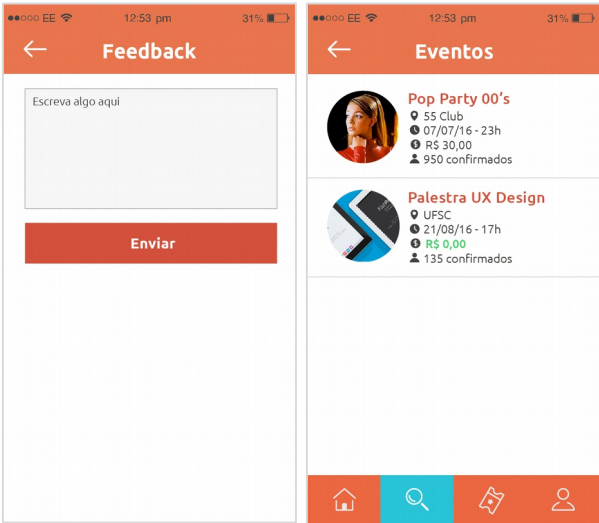 EE 12:53 pm 31%
Feedback
Escreva algo aqui
Enviar
EE 12:53 pm 31%
Eventos
Pop Party 00's
55 Club
07/07/16 - 23h
R$ 30,00
950 confirmados
Palestra UX Design
UFSC
21/08/16 - 17h
R$ 0,00
135 confirmados